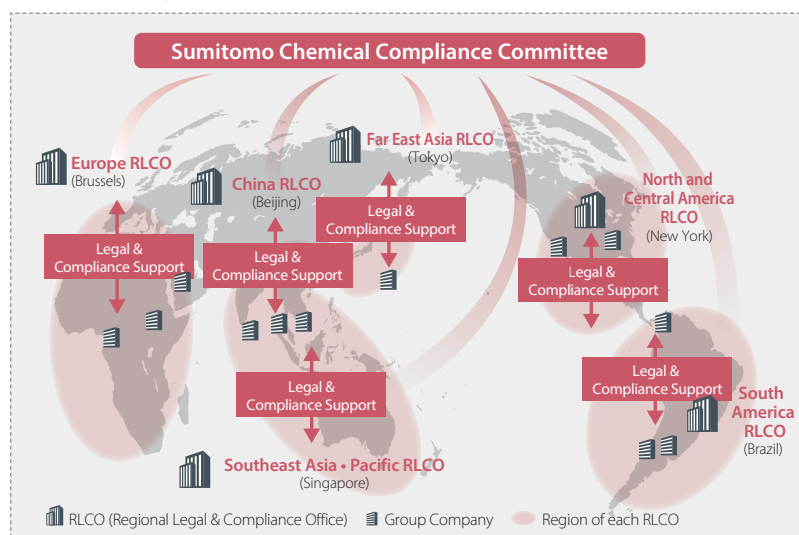 Sumitomo Chemical Compliance Committee
Far East Asia RLCO
(Tokyo)
Europe RLCO
(Brussels)
China RLCO
(Beijing)
North and
Central America
RLCO
(New York)
Legal &
Compliance Support
Legal &
Compliance Support
Legal &
Compliance Support
Legal &
Compliance Support
Legal &
Compliance Support
Legal &
Compliance Support
South
America
RLCO
(Brazil)
Southeast Asia • Pacific RLCO
(Singapore)
RLCO (Regional Legal & Compliance Office)
Group Company
Region of each RLCO